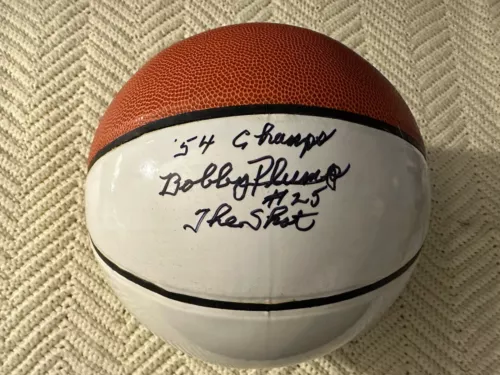 '54 Champs
Bobby Plump
#25
The Shot